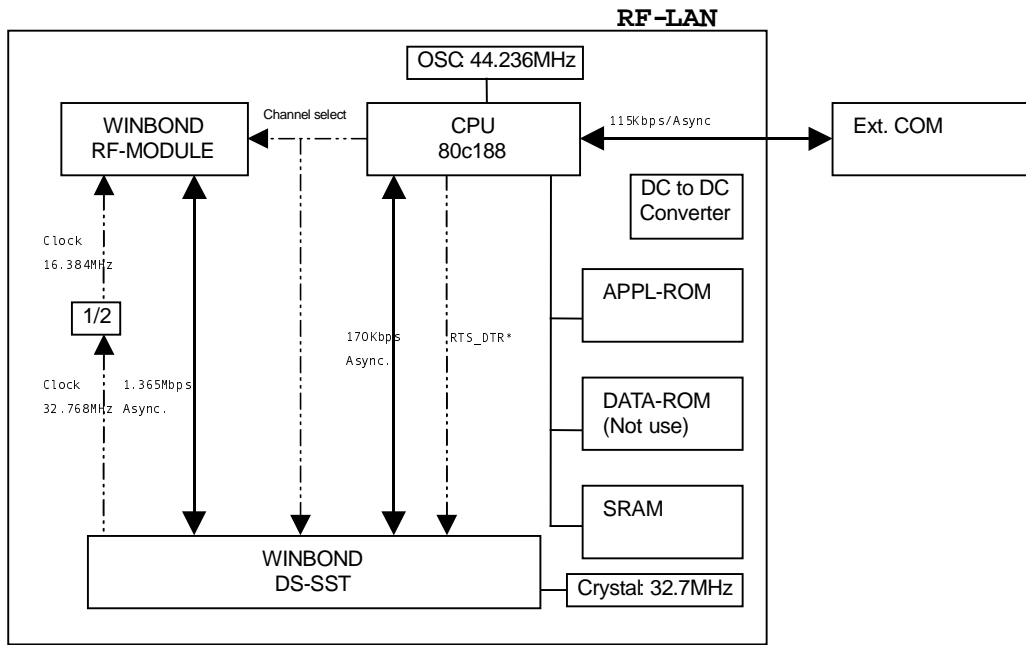 RF-LAN
OSC: 44.236MHz
WINBOND
RF-MODULE
Channel select
CPU
80c188
115Kbps/Async
Ext. COM
DC to DC
Converter
Clock
16.384MHz
APPL-ROM
1/2
170Kbps
Async.
RTS_DTR*
Clock
32.768MHz
1.365Mbps
Async.
DATA-ROM
(Not use)
SRAM
WINBOND
DS-SST
Crystal: 32.7MHz